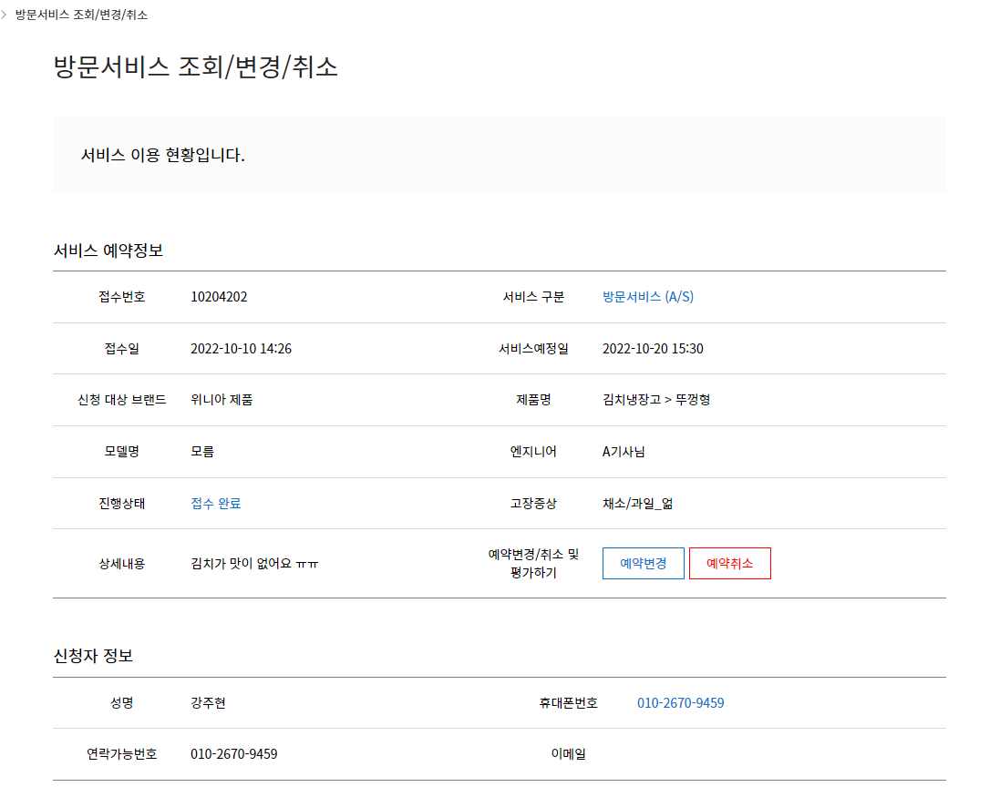 > 방문서비스 조회/변경/취소
방문서비스 조회/변경/취소
서비스 이용 현황입니다.
서비스 예약정보
접수번호 10204202 서비스 구분 방문서비스 (A/S)
접수일 2022-10-10 14:26 서비스예정일 2022-10-20 15:30
신청 대상 브랜드 위니아 제품 제품명 김치냉장고 > 뚜껑형
모델명 모름 엔지니어 A기사님
진행상태 접수 완료 고장증상 채소/과일_얾
상세내용 김치가 맛이 없어요 ㅠㅠ 예약변경/취소 및
평가하기 예약변경 예약취소
신청자 정보
성명 강주현 휴대폰번호 010-2670-9459
연락가능번호 010-2670-9459 이메일